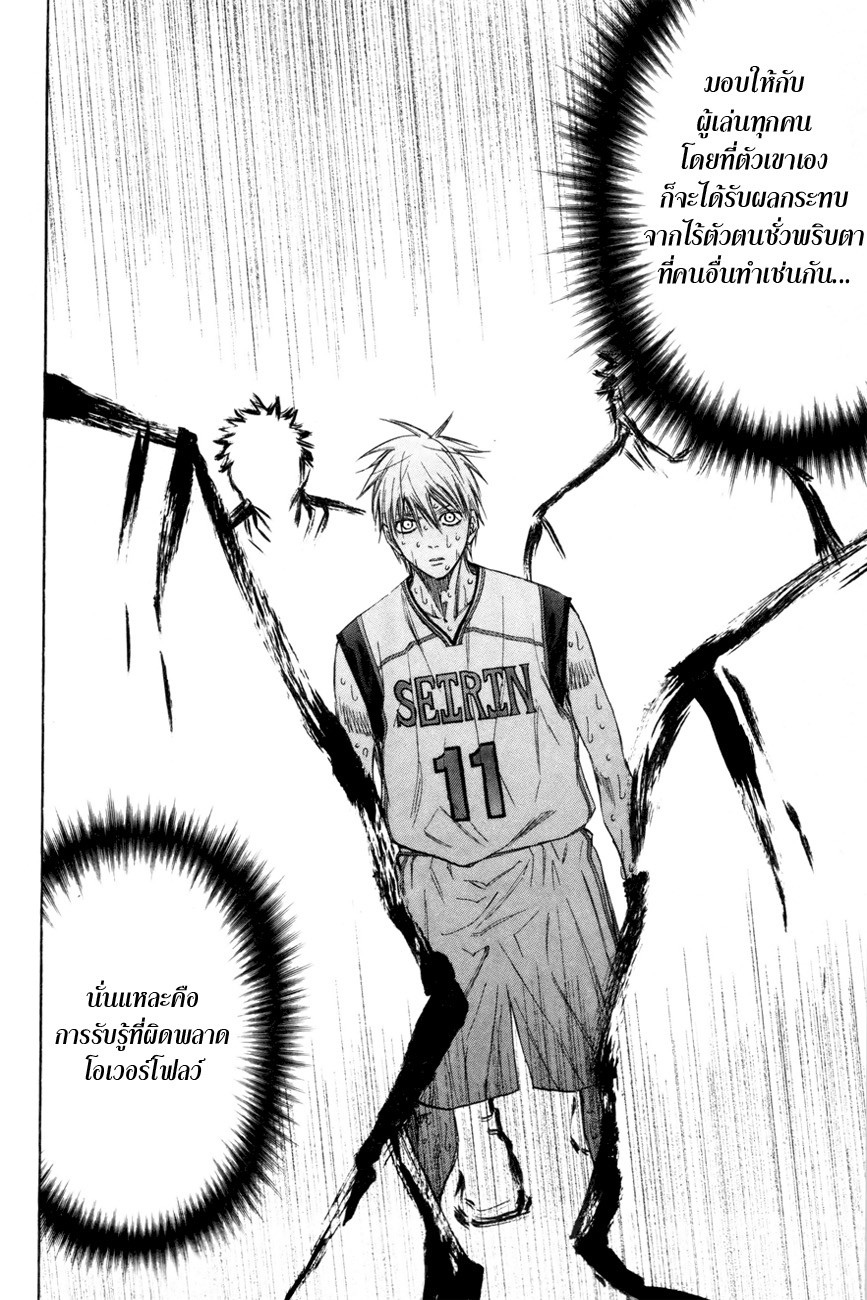 มอบให้กับ
ผู้เล่นทุกคน
โดยที่ตัวเขาเอง
ก็จะได้รับผลกระทบ
จากไร้ตัวตนชั่วพริบตา
ที่คนอื่นทำเช่นกัน...
SEIRIN
11
นั่นแหละคือ
การรับรู้ที่ผิดพลาด
โอเวอร์โฟลว์